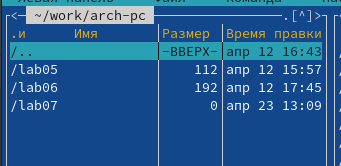 ~/work/arch-pc .[^]>
.и Имя Размер Время правки
/.. -ВВЕРХ- апр 12 16:43
/lab05 112 апр 12 15:57
/lab06 192 апр 12 17:45
/lab07 0 апр 23 13:09